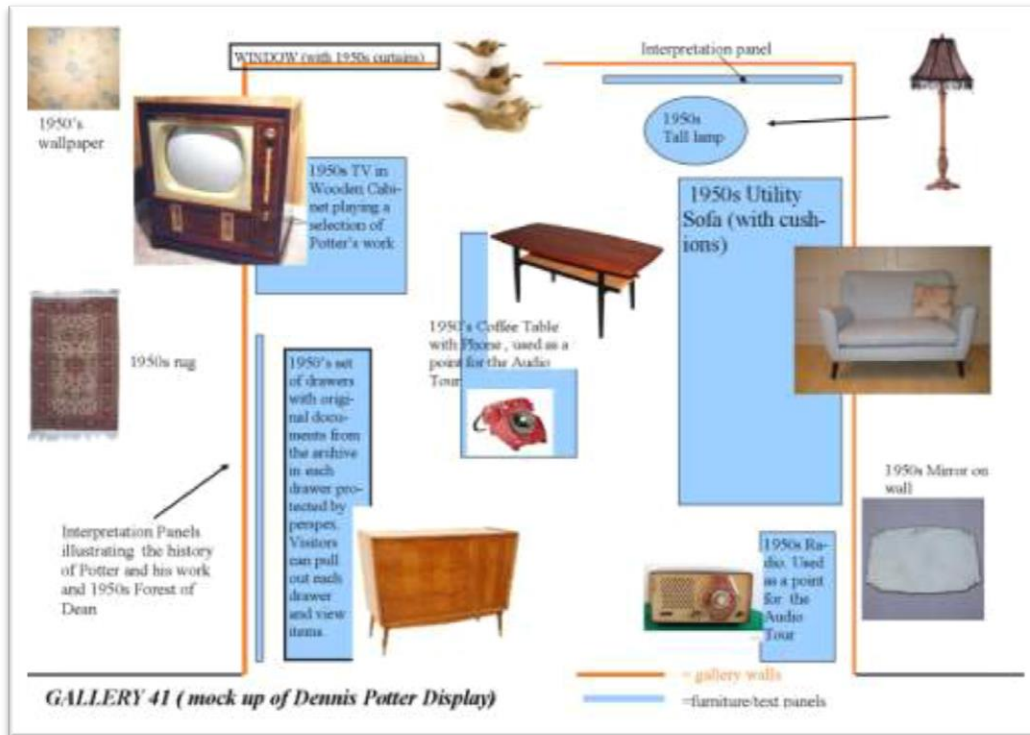 WINDOW (with 1950s curtains)
Interpretation panel
1950's
wallpaper
1950s
Tall lamp
1950s TV in
Wooden Cabi-
net playing a
selection of
Potter's work
1950s Utility
Sofa (with cush-
ions)
1950s rug
1950's Coffee Table
with Phone , used as a
point for the Audio
Tour
1950's set
of drawers
with origi-
nal docu-
ments from
the archive
in each
drawer pro-
tected by
perspex.
Visitors
can pull
out each
drawer
and view
items.
1950s Mirror on
wall
Interpretation Panels
illustrating the history
of Potter and his work
and 1950s Forest of
Dean
1950s Ra-
dio. Used
as a point
for the
Audio
Tour
GALLERY 41 ( mock up of Dennis Potter Display)
= gallery walls
=furniture/text panels